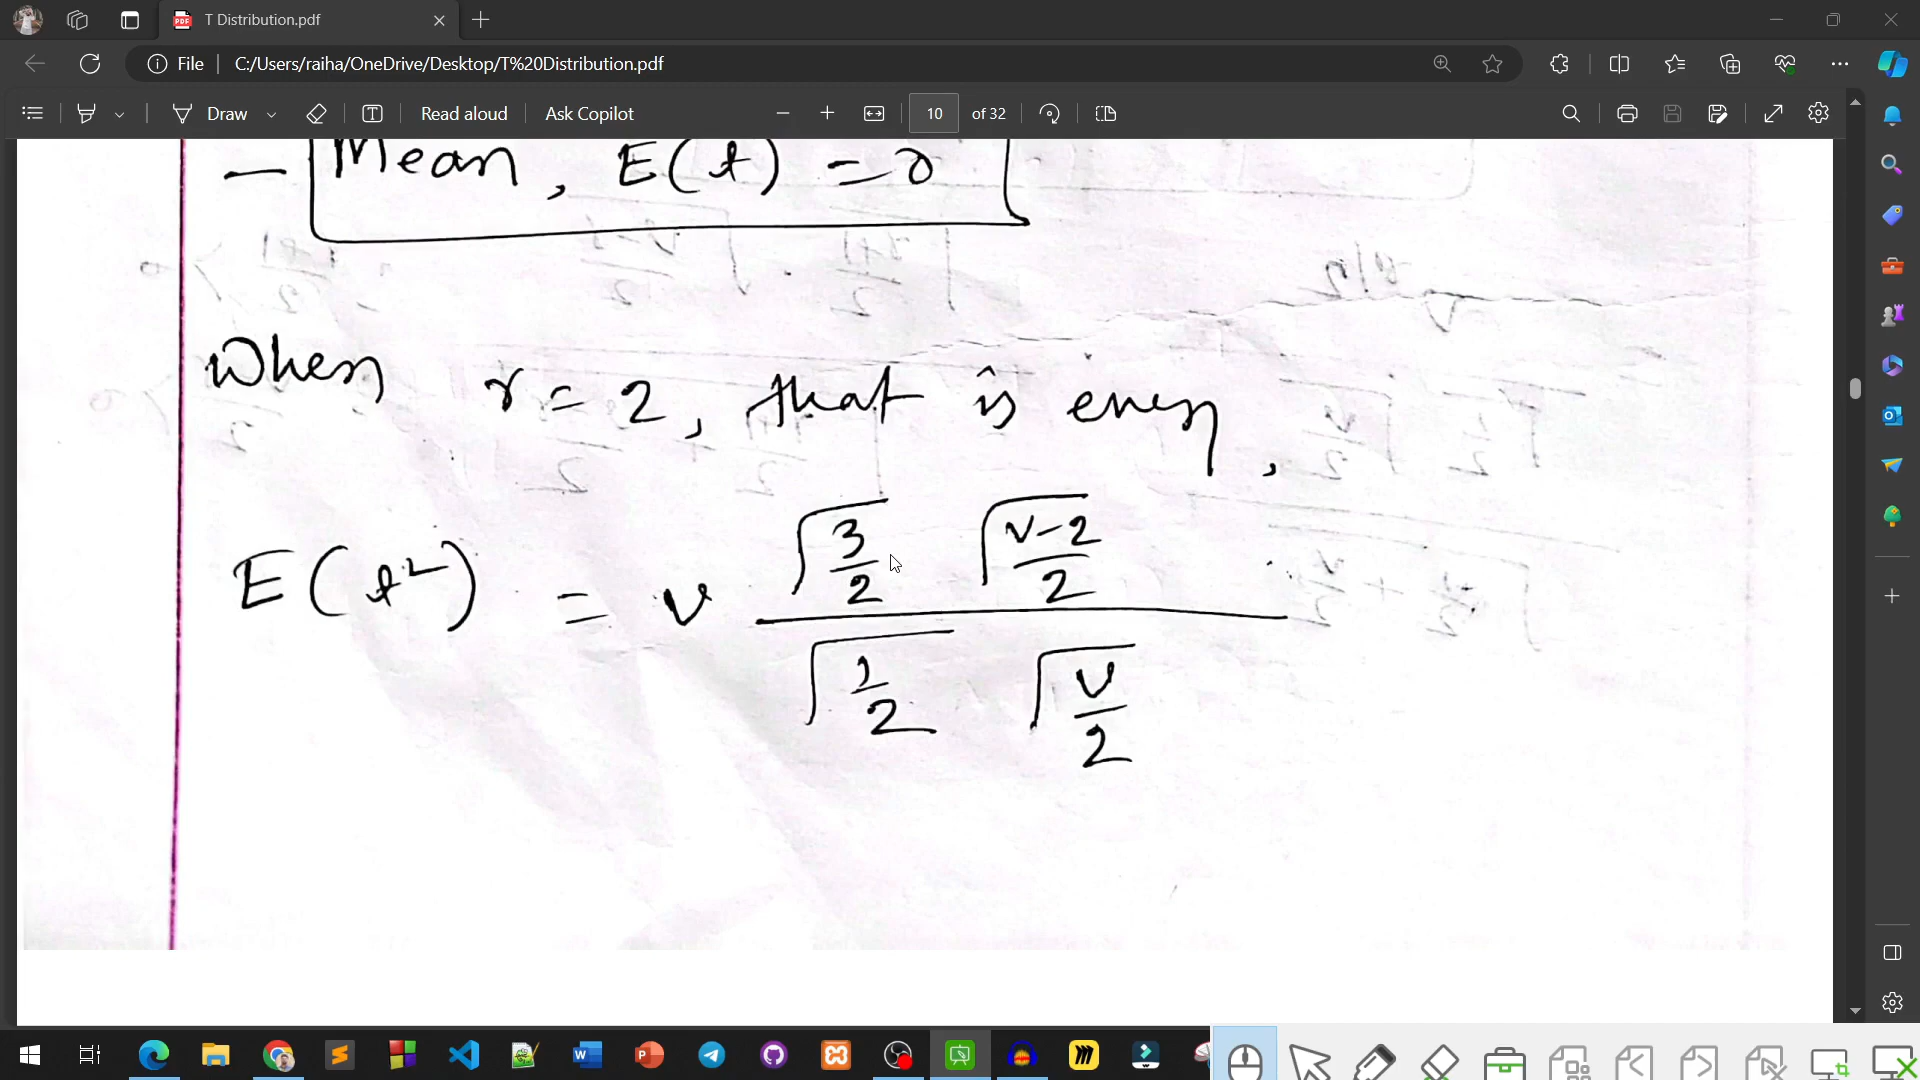 T Distribution.pdf
File | C:/Users/raiha/OneDrive/Desktop/T%20Distribution.pdf
Draw Read aloud Ask Copilot 10 of 32
- Mean, E(t) = 0
When r = 2, that is even,
E(t²) = ν · (Γ(3/2) Γ((ν-2)/2)) / (Γ(1/2) Γ(ν/2))